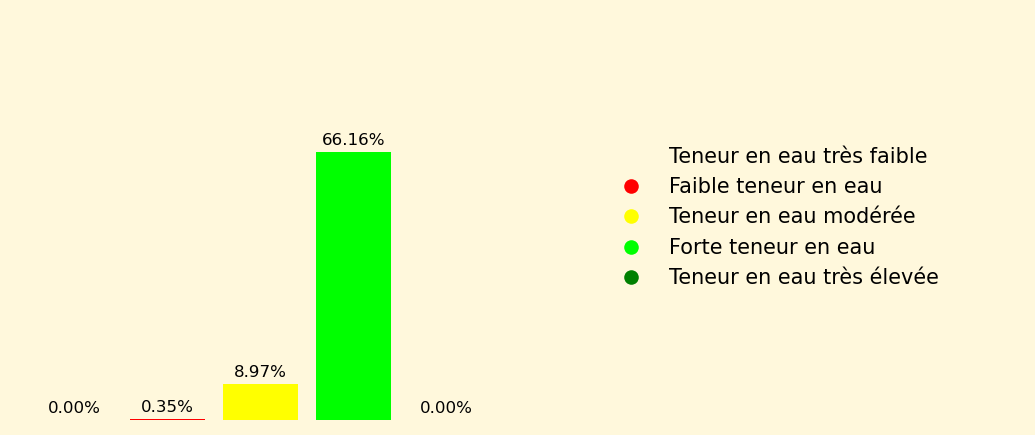 66.16%
8.97%
0.00%
0.35%
0.00%
Teneur en eau très faible
Faible teneur en eau
Teneur en eau modérée
Forte teneur en eau
Teneur en eau très élevée